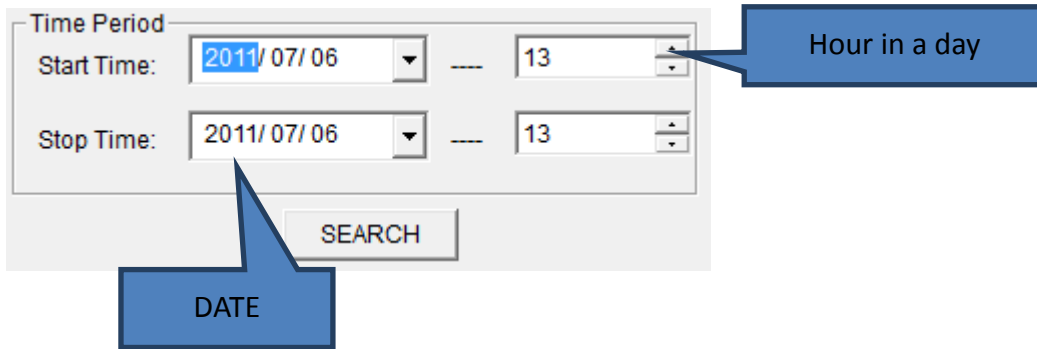 Time Period
Start Time: 2011/ 07/ 06 ---- 13
Hour in a day
Stop Time: 2011/ 07/ 06 ---- 13
SEARCH
DATE